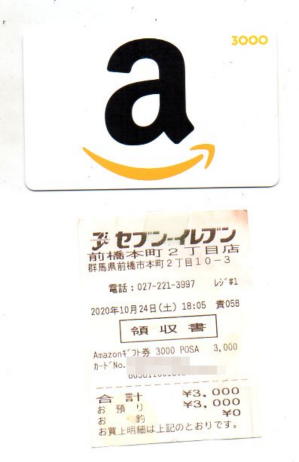 3000
a
セブン-イレブン
前橋本町2丁目店
群馬県前橋市本町2丁目10-3
電話:027-221-3997 ﾚｼﾞ#1
2020年10月24日(土) 18:05 責058
領収書
Amazonｷﾞﾌﾄ券 3000 POSA 3,000
ｶｰﾄﾞNo.
合計 ¥3,000
お預り ¥3,000
お釣 ¥0
お買上明細は上記のとおりです。